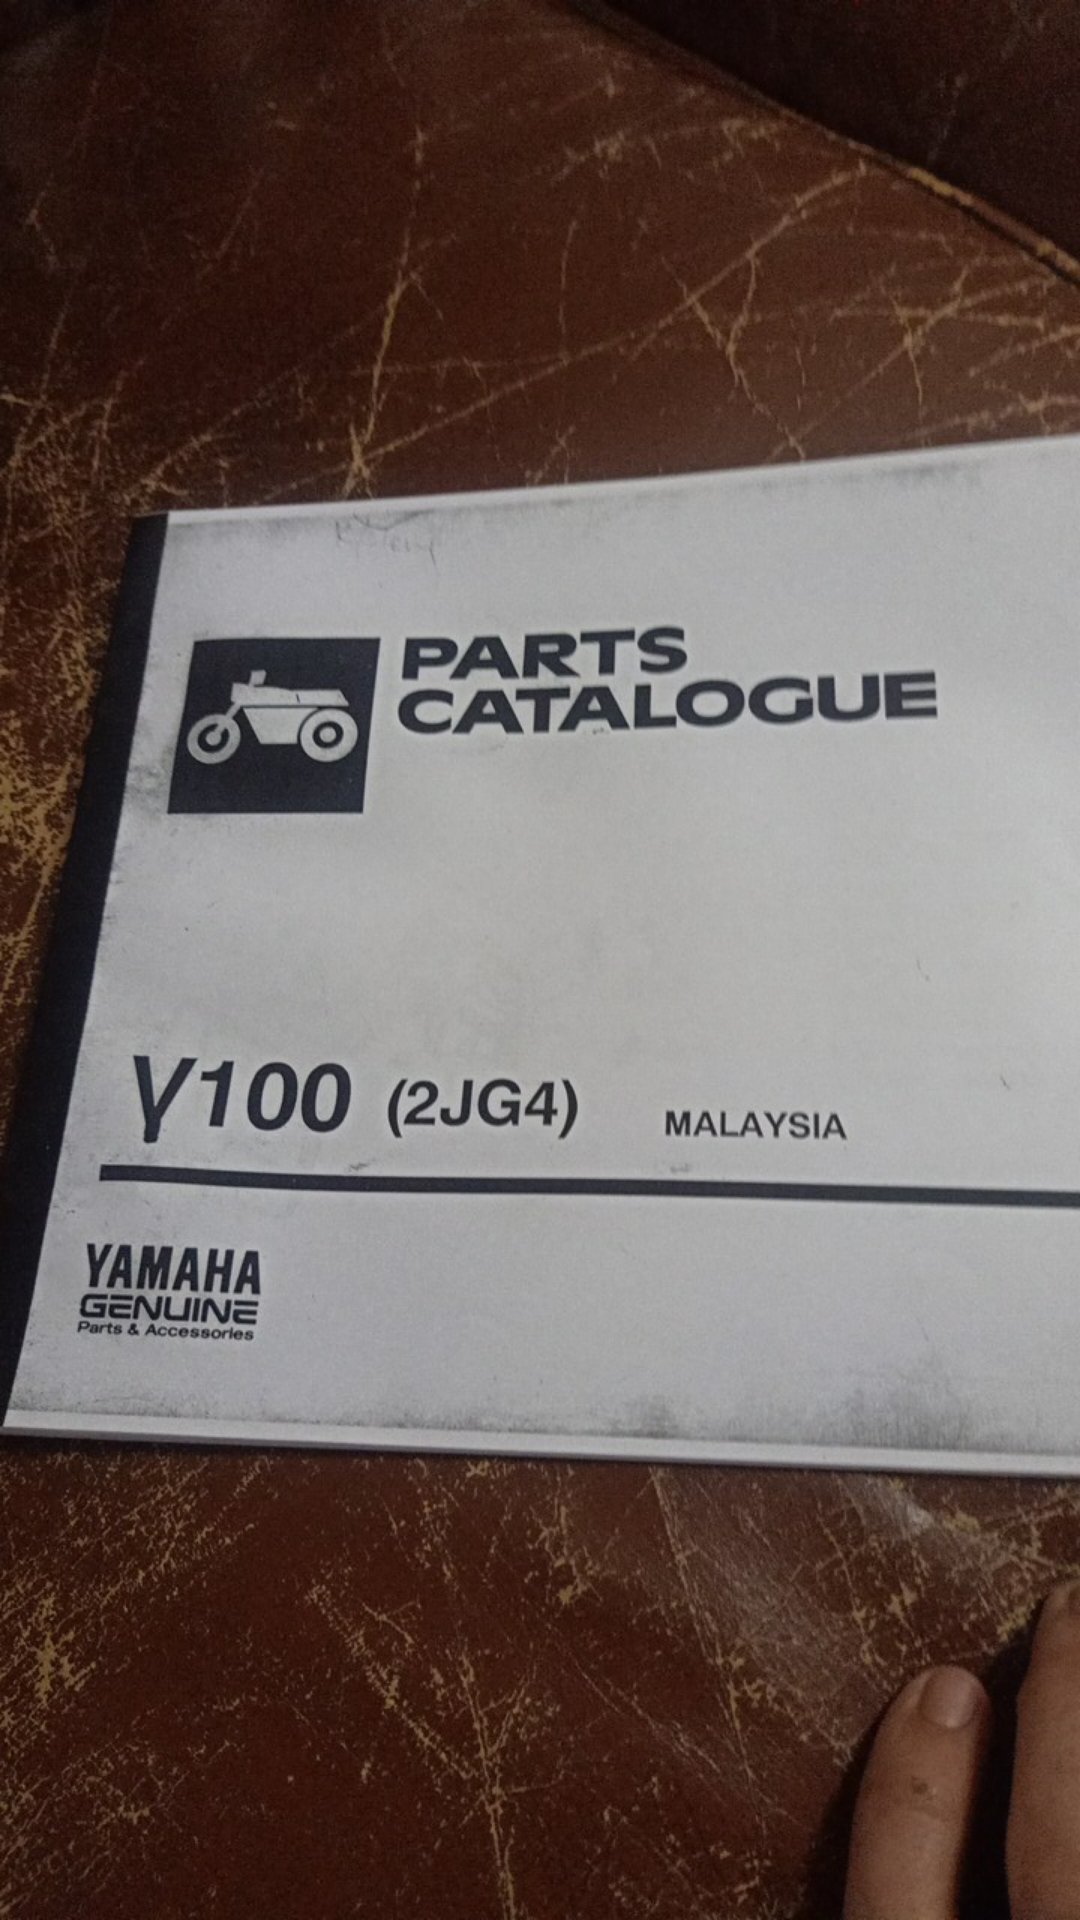 PARTS
CATALOGUE
Y100 (2JG4) MALAYSIA
YAMAHA
GENUINE
Parts & Accessories